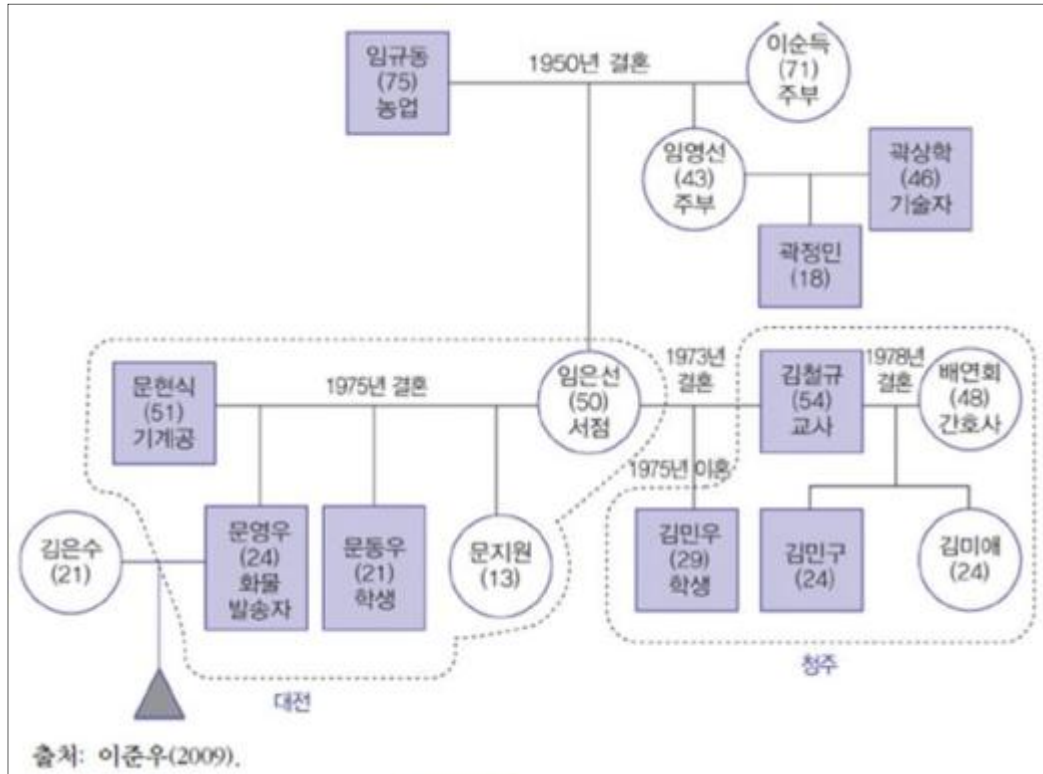 임규동
(75)
농업
1950년 결혼
이순득
(71)
주부
임영선
(43)
주부
곽상학
(46)
기술자
곽정민
(18)
문현식
(51)
기계공
1975년 결혼
임은선
(50)
서점
1973년
결혼
김철규
(54)
교사
1978년
결혼
배연회
(48)
간호사
1975년 이혼
김은수
(21)
문영우
(24)
화물
발송자
문동우
(21)
학생
문지원
(13)
김민우
(29)
학생
김민구
(24)
김미애
(24)
대전
청주
출처: 이준우(2009).